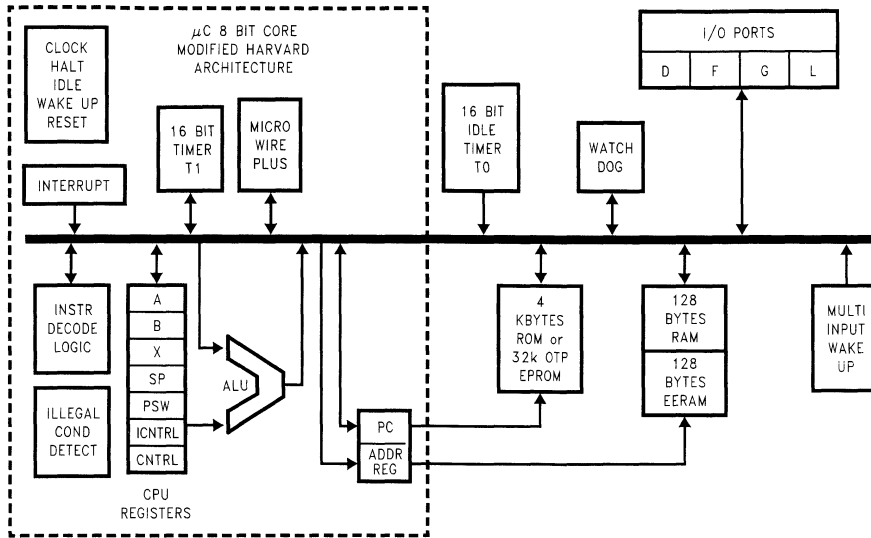 μC 8 BIT CORE
MODIFIED HARVARD
ARCHITECTURE
CLOCK
HALT
IDLE
WAKE UP
RESET
I/O PORTS
D F G L
16 BIT
TIMER
T1
MICRO
WIRE
PLUS
16 BIT
IDLE
TIMER
T0
WATCH
DOG
INTERRUPT
INSTR
DECODE
LOGIC
ILLEGAL
COND
DETECT
A
B
X
SP
PSW
ICNTRL
CNTRL
CPU
REGISTERS
ALU
PC
ADDR
REG
4
KBYTES
ROM or
32k OTP
EPROM
128
BYTES
RAM
128
BYTES
EERAM
MULTI
INPUT
WAKE
UP